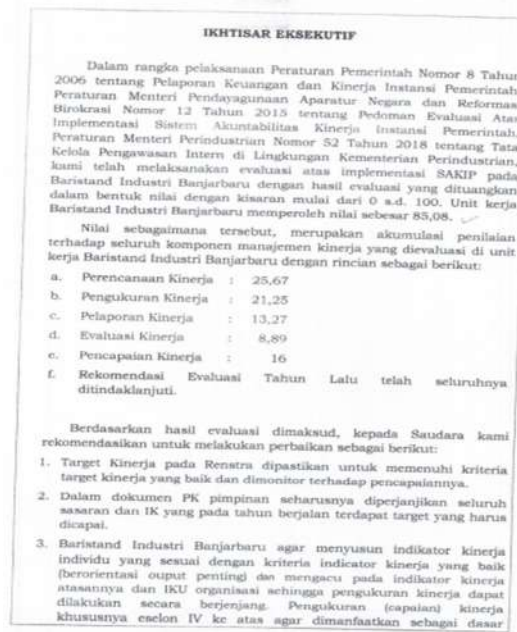 IKHTISAR EKSEKUTIF
Dalam rangka pelaksanaan Peraturan Pemerintah Nomor 8 Tahun
2006 tentang Pelaporan Keuangan dan Kinerja Instansi Pemerintah
Peraturan Menteri Pendayagunaan Aparatur Negara dan Reformas
Birokrasi Nomor 12 Tahun 2015 tentang Pedoman Evaluasi Atas
Implementasi Sistem Akuntabilitas Kinerja Instansi Pemerintah,
Peraturan Menteri Perindustrian Nomor 52 Tahun 2018 tentang Tata
Kelola Pengawasan Intern di Lingkungan Kementerian Perindustrian,
kami telah melaksanakan evaluasi atas implementasi SAKIP pada
Baristand Industri Banjarbaru dengan hasil evaluasi yang dituangkan
dalam bentuk nilai dengan kisaran mulai dari 0 s.d. 100. Unit kerja
Baristand Industri Banjarbaru memperoleh nilai sebesar 85,08.
Nilai sebagaimana tersebut, merupakan akumulasi penilaian
terhadap seluruh komponen manajemen kinerja yang dievaluasi di unit
kerja Baristand Industri Banjarbaru dengan rincian sebagai berikut:
a. Perencanaan Kinerja : 25,67
b. Pengukuran Kinerja : 21,25
c. Pelaporan Kinerja : 13,27
d. Evaluasi Kinerja : 8,89
e. Pencapaian Kinerja : 16
f. Rekomendasi Evaluasi Tahun Lalu telah seluruhnya
ditindaklanjuti.
Berdasarkan hasil evaluasi dimaksud, kepada Saudara kami
rekomendasikan untuk melakukan perbaikan sebagai berikut:
1. Target Kinerja pada Renstra dipastikan untuk memenuhi kriteria
target kinerja yang baik dan dimonitor terhadap pencapaiannya.
2. Dalam dokumen PK pimpinan seharusnya diperjanjikan seluruh
sasaran dan IK yang pada tahun berjalan terdapat target yang harus
dicapai.
3. Baristand Industri Banjarbaru agar menyusun indikator kinerja
individu yang sesuai dengan kriteria indicator kinerja yang baik
(berorientasi ouput penting) dan mengacu pada indikator kinerja
atasannya dan IKU organisasi sehingga pengukuran kinerja dapat
dilakukan secara berjenjang. Pengukuran (capaian) kinerja
khususnya eselon IV ke atas agar dimanfaatkan sebagai dasar